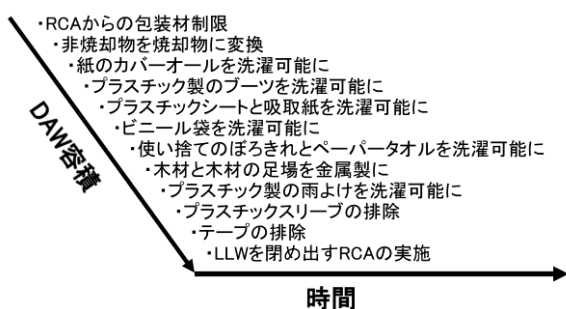 ・RCAからの包装材制限
・非焼却物を焼却物に変換
・紙のカバーオールを洗濯可能に
・プラスチック製のブーツを洗濯可能に
・プラスチックシートと吸取紙を洗濯可能に
・ビニール袋を洗濯可能に
・使い捨てのぼろきれとペーパータオルを洗濯可能に
・木材と木材の足場を金属製に
・プラスチック製の雨よけを洗濯可能に
・プラスチックスリーブの排除
・テープの排除
・LLWを閉め出すRCAの実施
DAW容積
時間